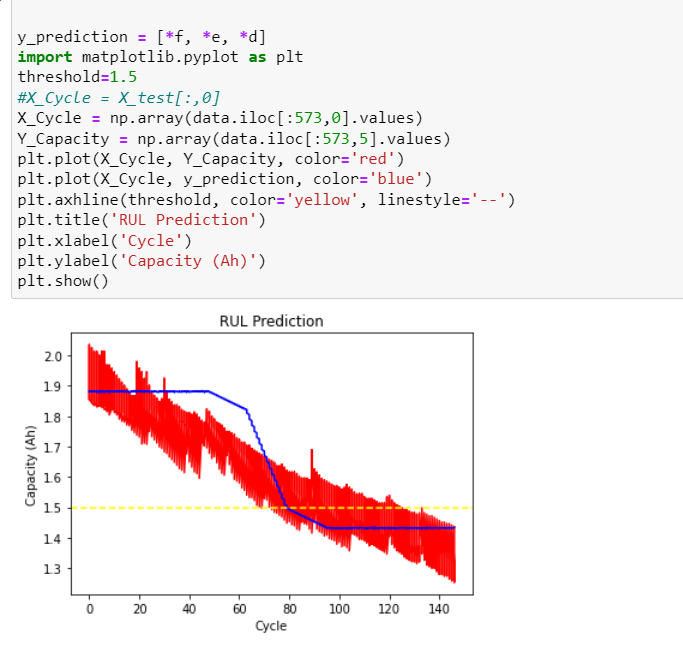 y_prediction = [*f, *e, *d]
import matplotlib.pyplot as plt
threshold=1.5
#X_Cycle = X_test[:,0]
X_Cycle = np.array(data.iloc[:573,0].values)
Y_Capacity = np.array(data.iloc[:573,5].values)
plt.plot(X_Cycle, Y_Capacity, color='red')
plt.plot(X_Cycle, y_prediction, color='blue')
plt.axhline(threshold, color='yellow', linestyle='--')
plt.title('RUL Prediction')
plt.xlabel('Cycle')
plt.ylabel('Capacity (Ah)')
plt.show()
RUL Prediction
Capacity (Ah)
2.0
1.9
1.8
1.7
1.6
1.5
1.4
1.3
0 20 40 60 80 100 120 140
Cycle